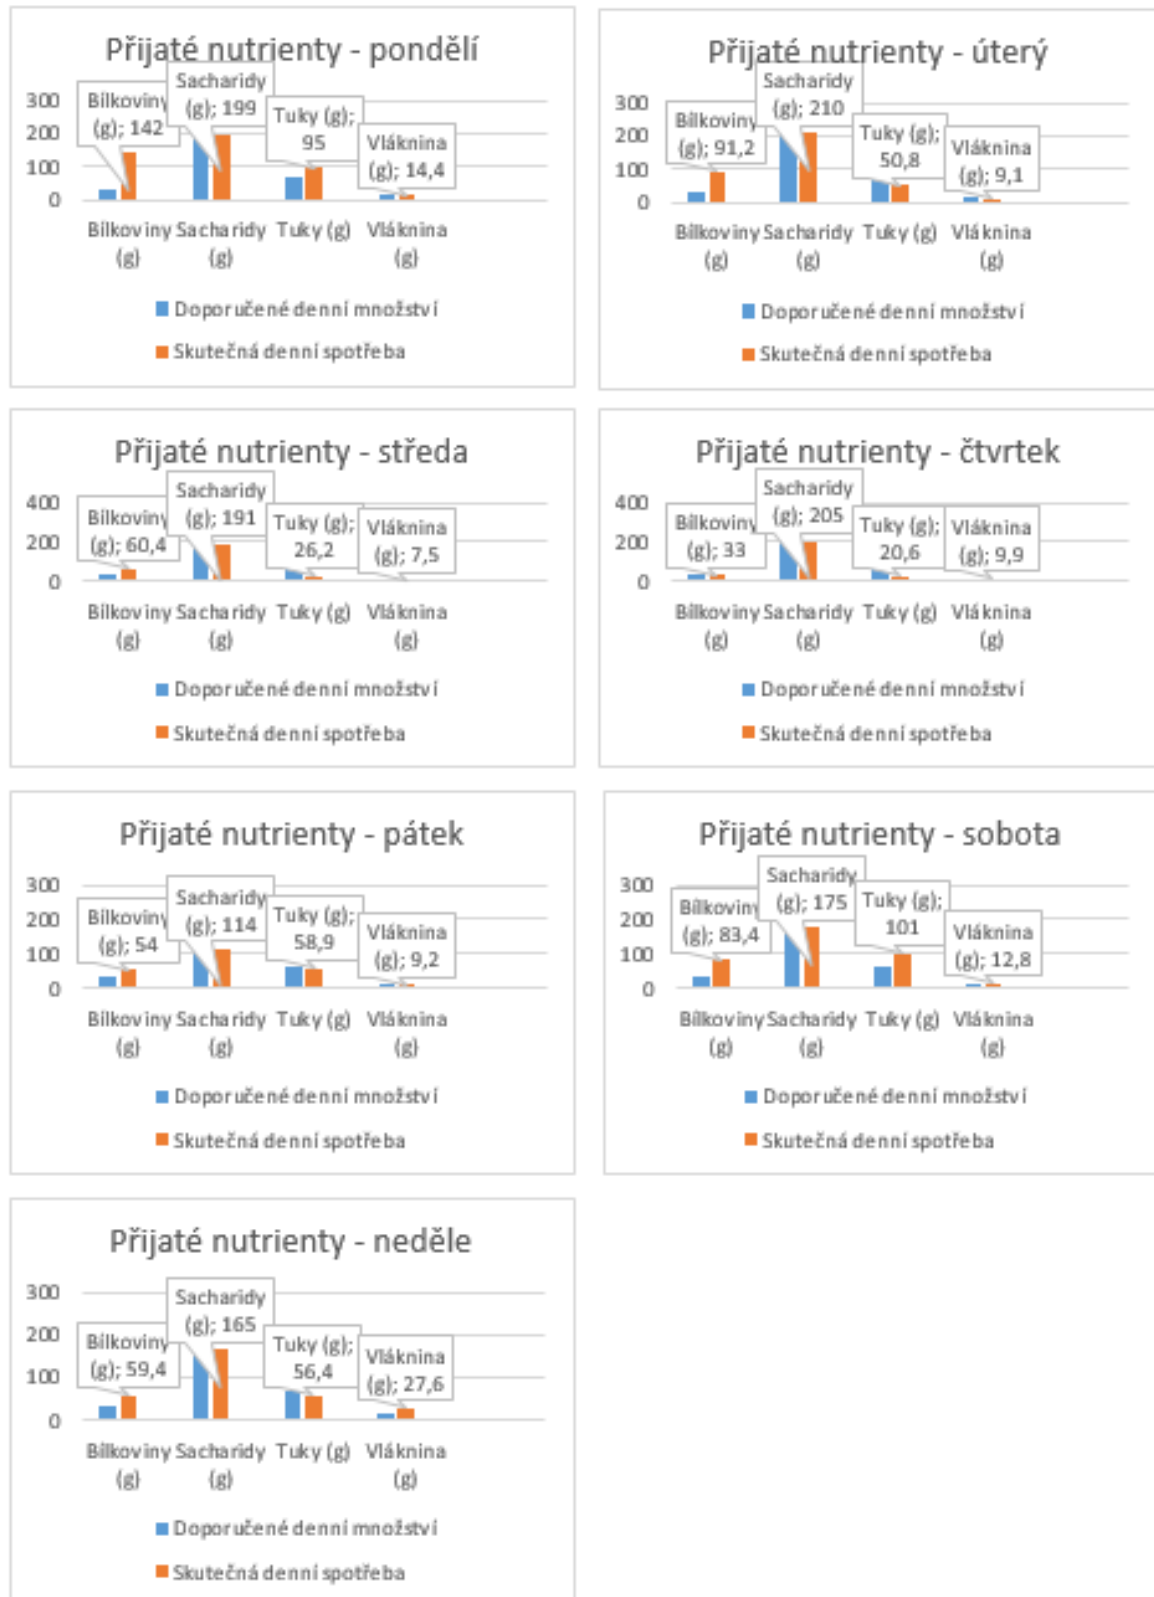 Přijaté nutrienty - pondělí
Bílkoviny
(g); 142
Sacharidy
(g); 199
Tuky (g);
95
Vláknina
(g); 14,4
300
200
100
0
Bílkoviny Sacharidy Tuky (g) Vláknina
(g) (g) (g)
Doporučené denní množství
Skutečná denní spotřeba
Přijaté nutrienty - úterý
Bílkoviny
(g); 91,2
Sacharidy
(g); 210
Tuky (g);
50,8
Vláknina
(g); 9,1
300
200
100
0
Bílkoviny Sacharidy Tuky (g) Vláknina
(g) (g) (g)
Doporučené denní množství
Skutečná denní spotřeba
Přijaté nutrienty - středa
Bílkoviny
(g); 60,4
Sacharidy
(g); 191
Tuky (g);
26,2
Vláknina
(g); 7,5
400
200
0
Bílkoviny Sacharidy Tuky (g) Vláknina
(g) (g) (g)
Doporučené denní množství
Skutečná denní spotřeba
Přijaté nutrienty - čtvrtek
Bílkoviny
(g); 33
Sacharidy
(g); 205
Tuky (g);
20,6
Vláknina
(g); 9,9
400
200
0
Bílkoviny Sacharidy Tuky (g) Vláknina
(g) (g) (g)
Doporučené denní množství
Skutečná denní spotřeba
Přijaté nutrienty - pátek
Bílkoviny
(g); 54
Sacharidy
(g); 114
Tuky (g);
58,9
Vláknina
(g); 9,2
300
200
100
0
Bílkoviny Sacharidy Tuky (g) Vláknina
(g) (g) (g)
Doporučené denní množství
Skutečná denní spotřeba
Přijaté nutrienty - sobota
Bílkoviny
(g); 83,4
Sacharidy
(g); 175
Tuky (g);
101
Vláknina
(g); 12,8
300
200
100
0
Bílkoviny Sacharidy Tuky (g) Vláknina
(g) (g) (g)
Doporučené denní množství
Skutečná denní spotřeba
Přijaté nutrienty - neděle
Bílkoviny
(g); 59,4
Sacharidy
(g); 165
Tuky (g);
56,4
Vláknina
(g); 27,6
300
200
100
0
Bílkoviny Sacharidy Tuky (g) Vláknina
(g) (g) (g)
Doporučené denní množství
Skutečná denní spotřeba